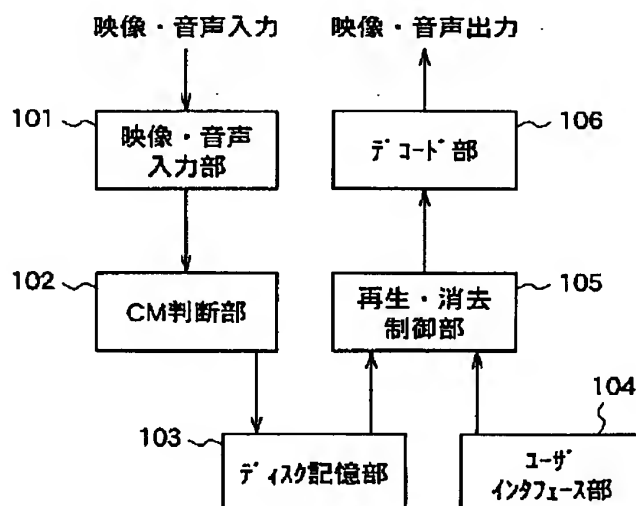 映像・音声入力
映像・音声出力
101
映像・音声
入力部
106
デコード部
102
CM判断部
105
再生・消去
制御部
104
103
ディスク記憶部
ユーザ
インタフェース部